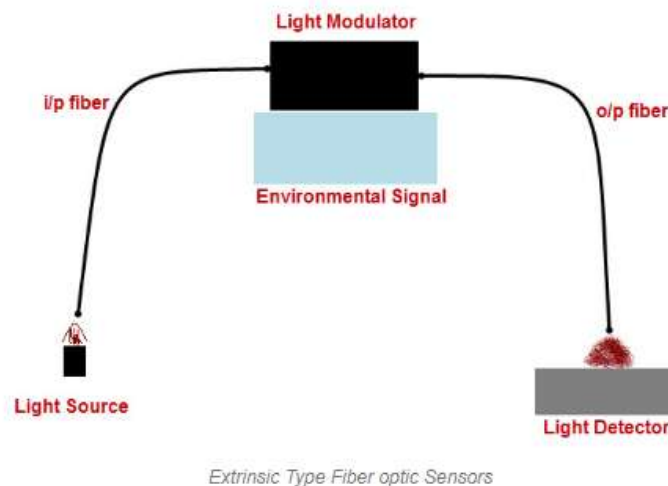 Light Modulator
i/p fiber
o/p fiber
Environmental Signal
Light Source
Light Detector
Extrinsic Type Fiber optic Sensors